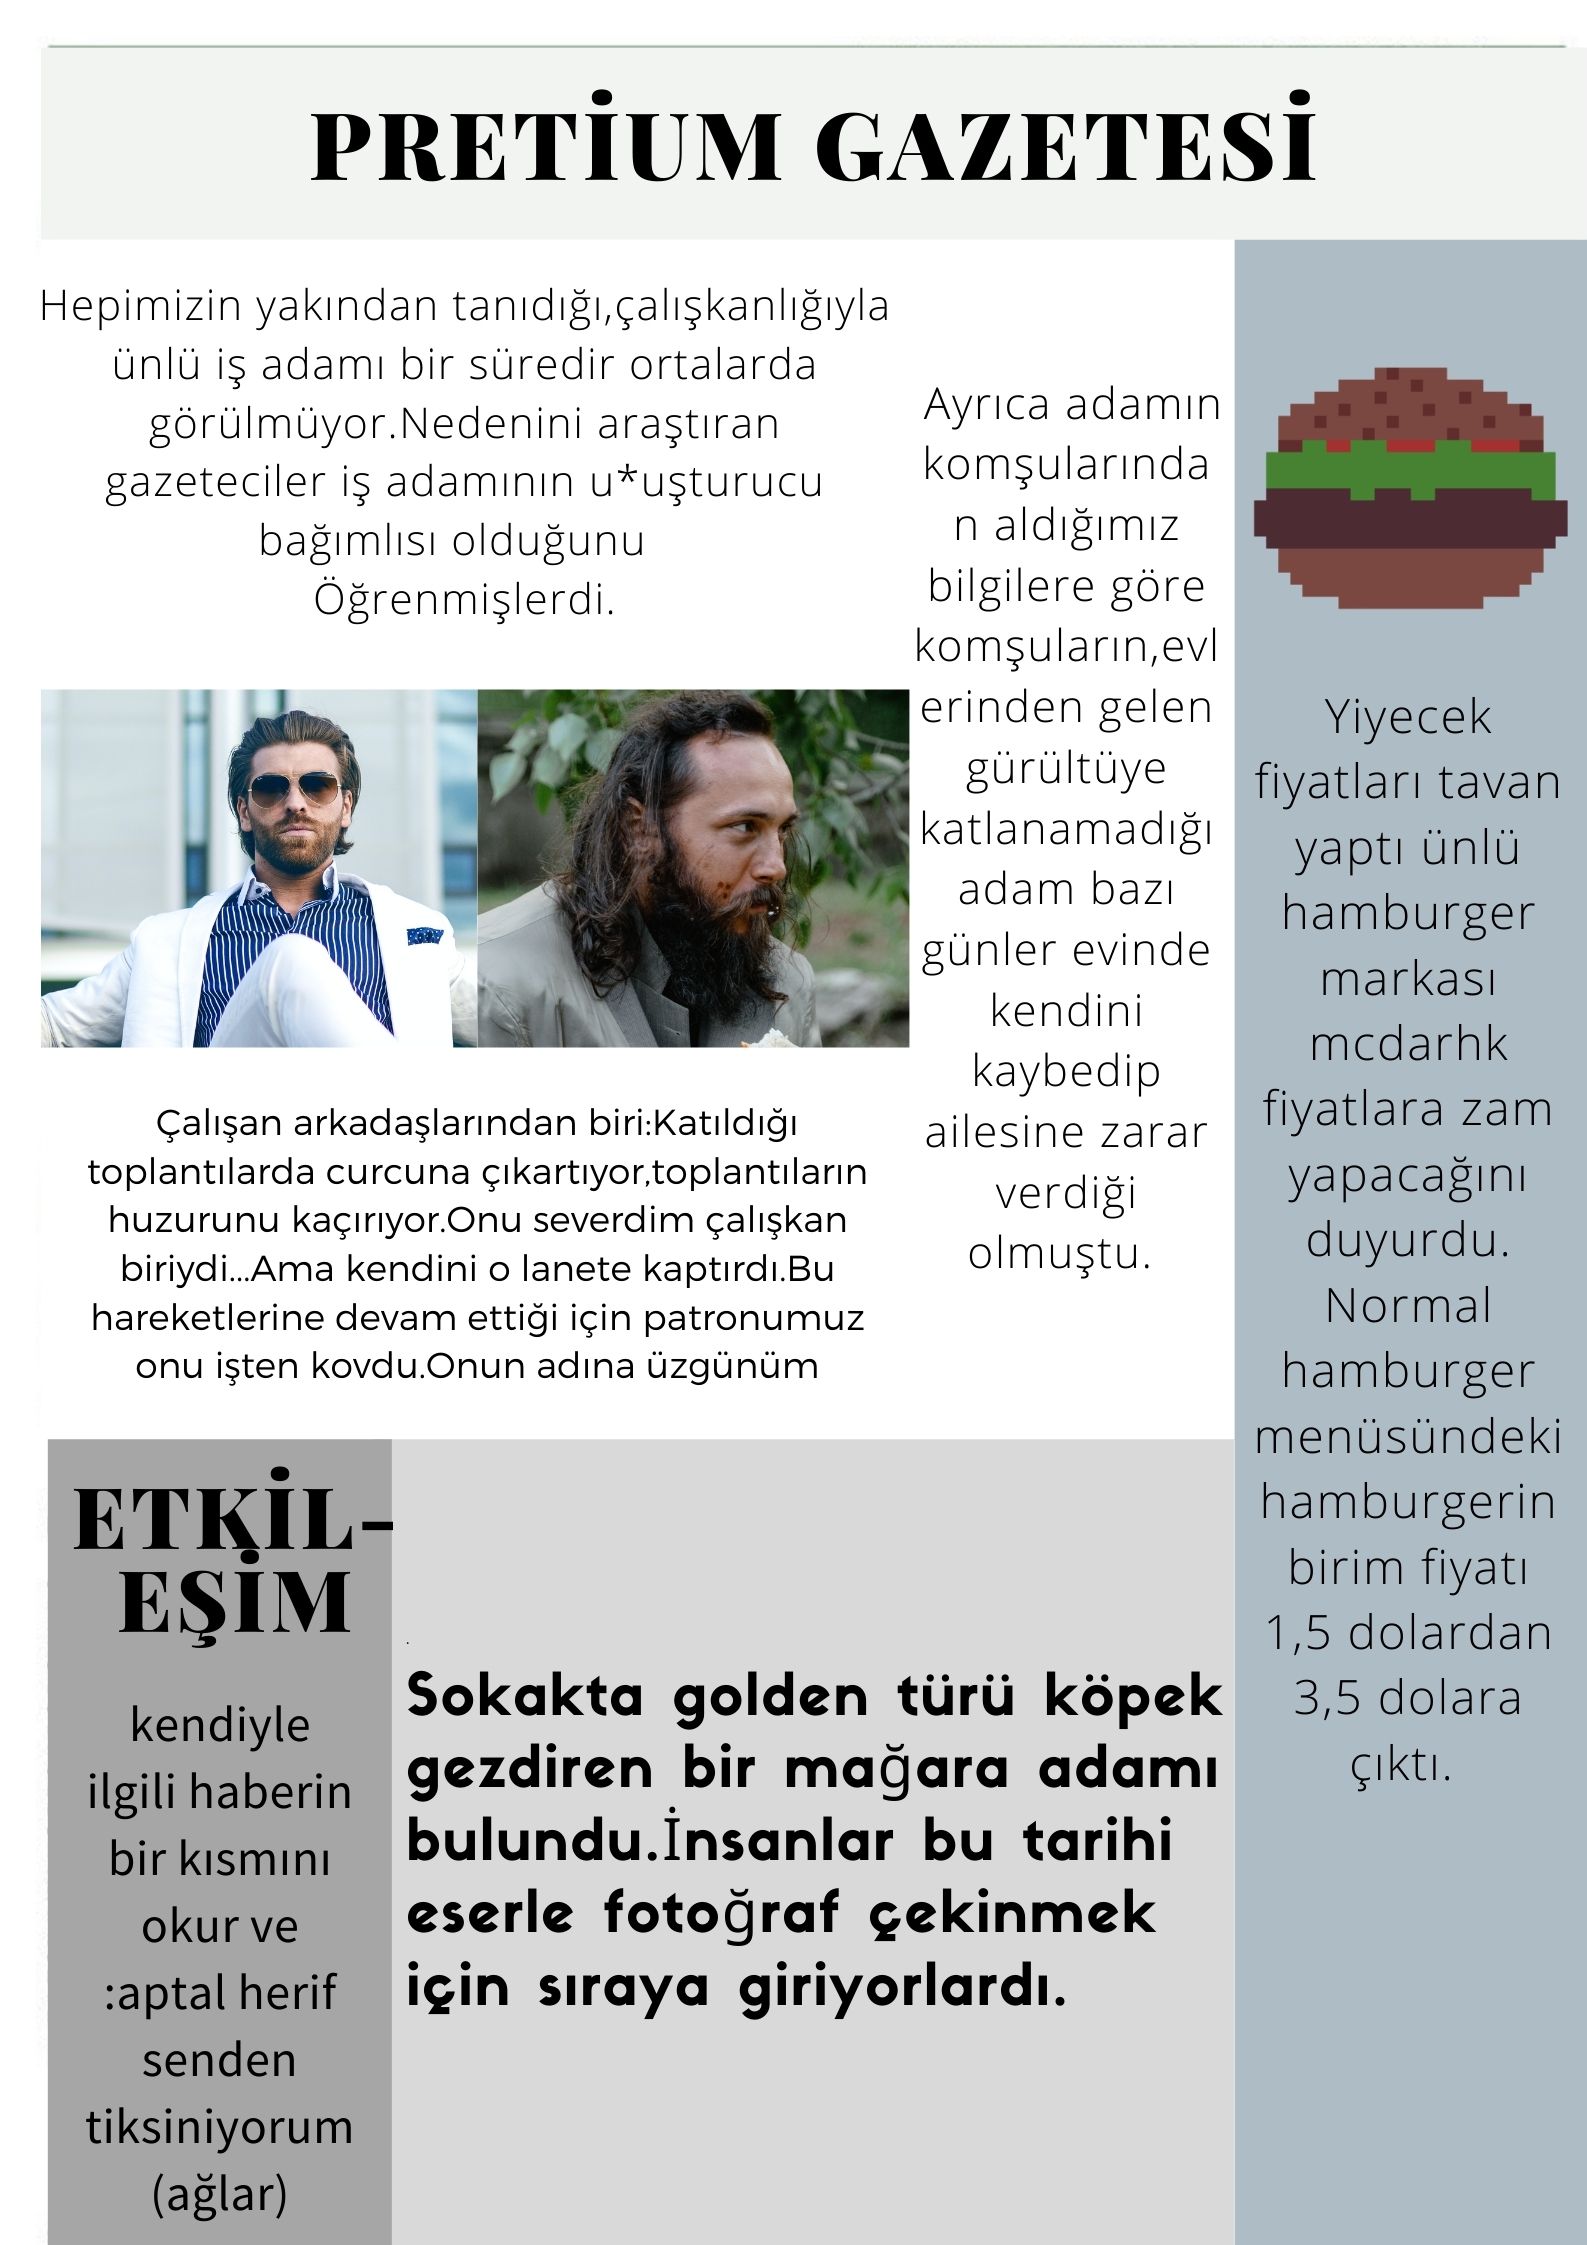 PRETİUM GAZETESİ
Hepimizin yakından tanıdığı,çalışkanlığıyla
ünlü iş adamı bir süredir ortalarda
görülmüyor.Nedenini araştıran
gazeteciler iş adamının u*uşturucu
bağımlısı olduğunu
Öğrenmişlerdi.
Çalışan arkadaşlarından biri:Katıldığı
toplantılarda curcuna çıkartıyor,toplantıların
huzurunu kaçırıyor.Onu severdim çalışkan
biriydi...Ama kendini o lanete kaptırdı.Bu
hareketlerine devam ettiği için patronumuz
onu işten kovdu.Onun adına üzgünüm
Ayrıca adamın
komşularında
n aldığımız
bilgilere göre
komşuların,evl
erinden gelen
gürültüye
katlanamadığı
adam bazı
günler evinde
kendini
kaybedip
ailesine zarar
verdiği
olmuştu.
Yiyecek
fiyatları tavan
yaptı ünlü
hamburger
markası
mcdarhk
fiyatlara zam
yapacağını
duyurdu.
Normal
hamburger
menüsündeki
hamburgerin
birim fiyatı
1,5 dolardan
3,5 dolara
çıktı.
ETKİL-
EŞİM
kendiyle
ilgili haberin
bir kısmını
okur ve
:aptal herif
senden
tiksiniyorum
(ağlar)
.
Sokakta golden türü köpek
gezdiren bir mağara adamı
bulundu.İnsanlar bu tarihi
eserle fotoğraf çekinmek
için sıraya giriyorlardı.